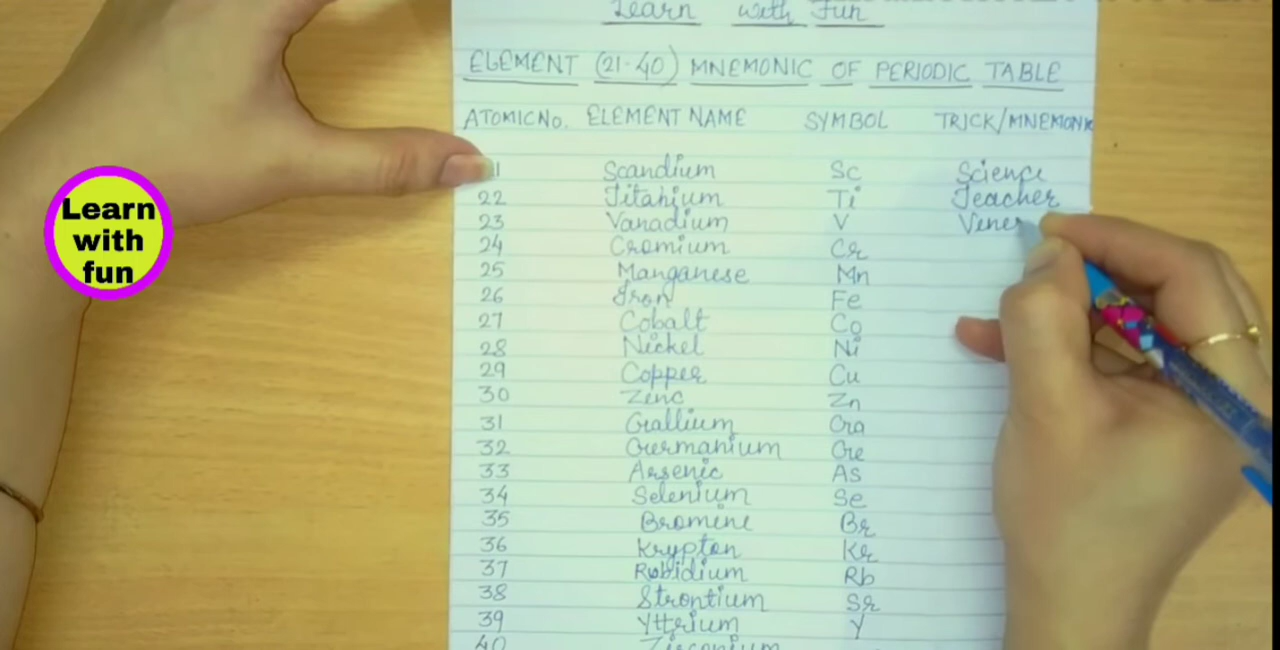 Learn with Fun
ELEMENT (21-40) MNEMONIC OF PERIODIC TABLE
ATOMIC No. ELEMENT NAME SYMBOL TRICK/MNEMONIC
Scandium Sc Science
22 Titanium Ti Teacher
23 Vanadium V Vene
24 Cromium Cr
25 Manganese Mn
26 Iron Fe
27 Cobalt Co
28 Nickel Ni
29 Copper Cu
30 Zinc Zn
31 Gallium Ga
32 Germanium Ge
33 Arsenic As
34 Selenium Se
35 Bromine Br
36 Krypton Kr
37 Rubidium Rb
38 Strontium Sr
39 Yttrium Y
40 Zirconium
Learn
with
fun